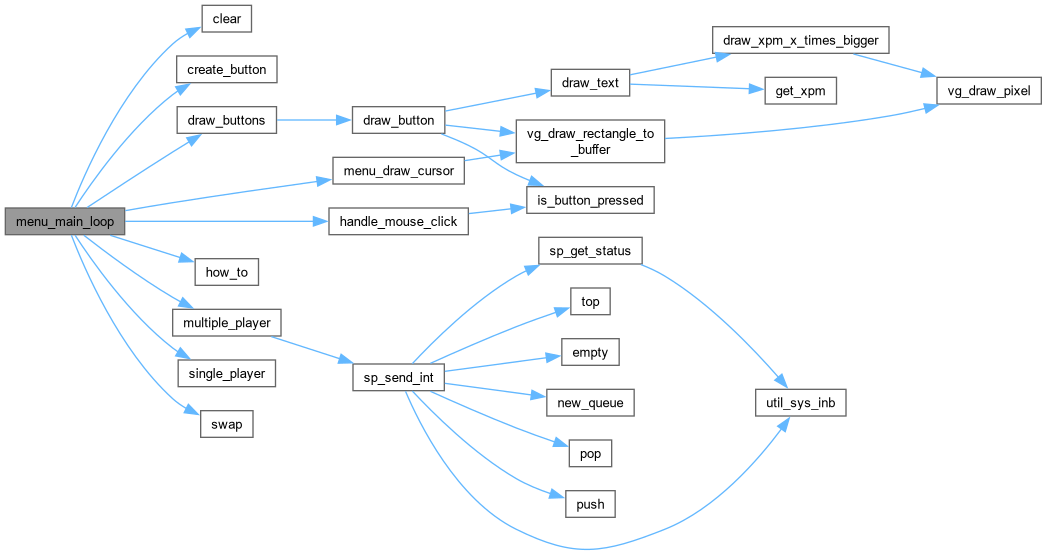 menu_main_loop
clear
create_button
draw_buttons
draw_button
draw_text
draw_xpm_x_times_bigger
get_xpm
vg_draw_pixel
vg_draw_rectangle_to
_buffer
menu_draw_cursor
is_button_pressed
handle_mouse_click
how_to
multiple_player
sp_send_int
sp_get_status
top
empty
new_queue
pop
push
util_sys_inb
single_player
swap